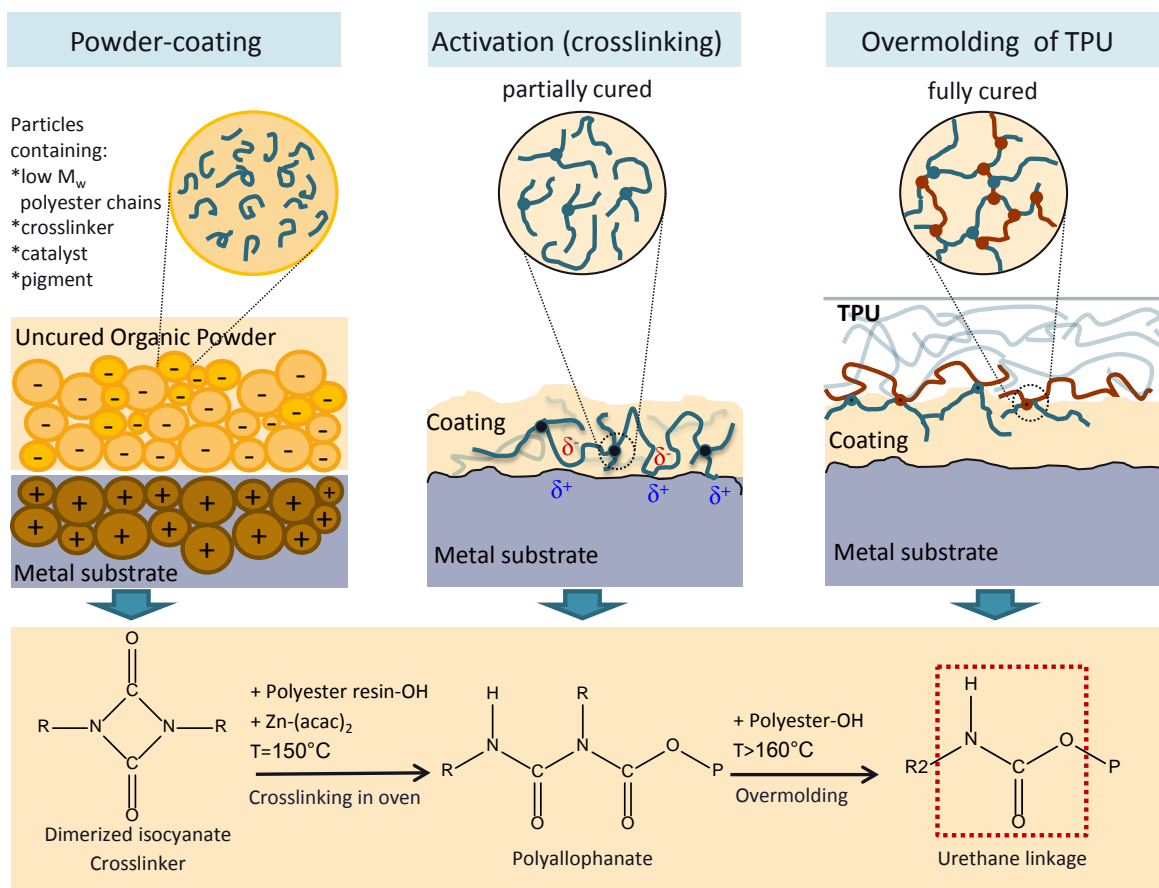 Powder-coating
Activation (crosslinking)
Overmolding of TPU
partially cured
fully cured
Particles
containing:
*low Mw
polyester chains
*crosslinker
*catalyst
*pigment
Uncured Organic Powder
- - - - - - - - - - - - - - - - - - - - - - - - - -
+ + + + + + + + + + + + + +
Metal substrate
Coating
δ- δ-
δ+ δ+ δ+
Metal substrate
TPU
Coating
Metal substrate
O
C
R N N R
C
O
Dimerized isocyanate
Crosslinker
+ Polyester resin-OH
+ Zn-(acac)2
T=150°C
Crosslinking in oven
H R
N N O
R C C P
O O
Polyallophanate
+ Polyester-OH
T>160°C
Overmolding
H
N O
R2 C P
O
Urethane linkage